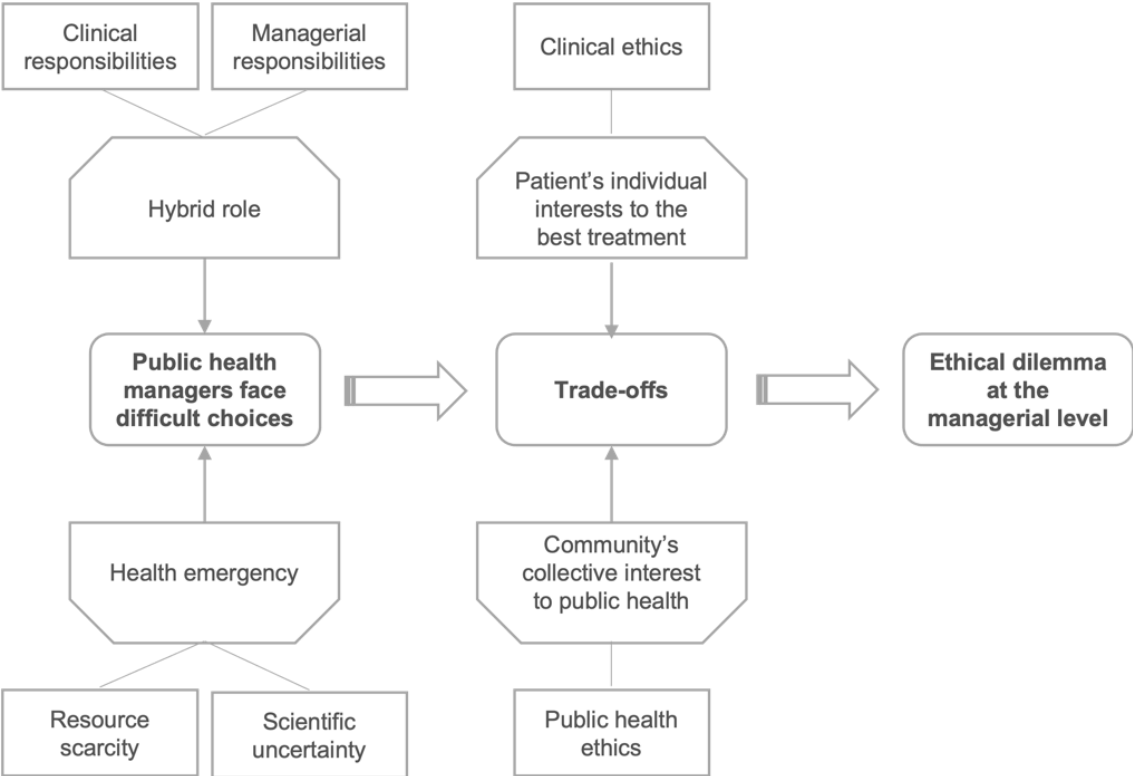 Clinical
responsibilities
Managerial
responsibilities
Clinical ethics
Hybrid role
Patient’s individual
interests to the
best treatment
Public health
managers face
difficult choices
Trade-offs
Ethical dilemma
at the
managerial level
Health emergency
Community’s
collective interest
to public health
Resource
scarcity
Scientific
uncertainty
Public health
ethics